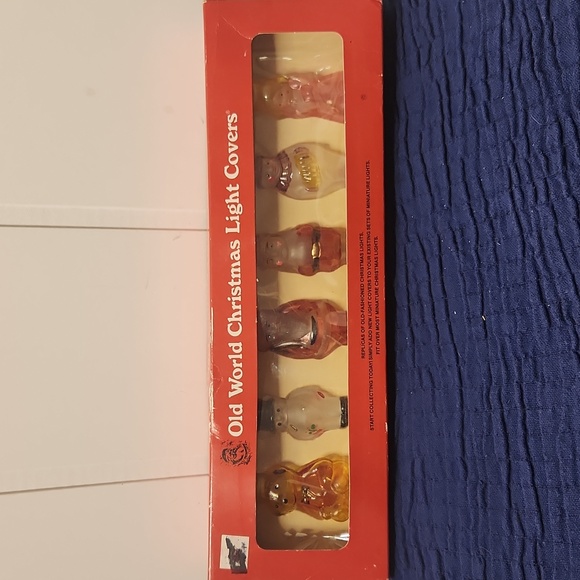 Old World Christmas Light Covers®
REPLICAS OF OLD-FASHIONED CHRISTMAS LIGHTS.
START COLLECTING TODAY! SIMPLY ADD NEW LIGHT COVERS TO YOUR EXISTING SETS OF MINIATURE LIGHTS.
FIT OVER MOST MINIATURE CHRISTMAS LIGHTS.